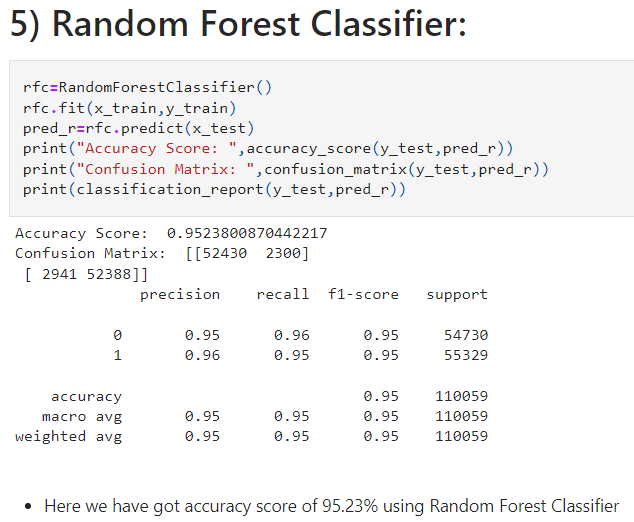 5) Random Forest Classifier:
rfc=RandomForestClassifier()
rfc.fit(x_train,y_train)
pred_r=rfc.predict(x_test)
print("Accuracy Score: ",accuracy_score(y_test,pred_r))
print("Confusion Matrix: ",confusion_matrix(y_test,pred_r))
print(classification_report(y_test,pred_r))
Accuracy Score:  0.9523800870442217
Confusion Matrix:  [[52430  2300]
 [ 2941 52388]]
              precision    recall  f1-score   support
           0       0.95      0.96      0.95     54730
           1       0.96      0.95      0.95     55329
    accuracy                           0.95    110059
   macro avg       0.95      0.95      0.95    110059
weighted avg       0.95      0.95      0.95    110059
• Here we have got accuracy score of 95.23% using Random Forest Classifier